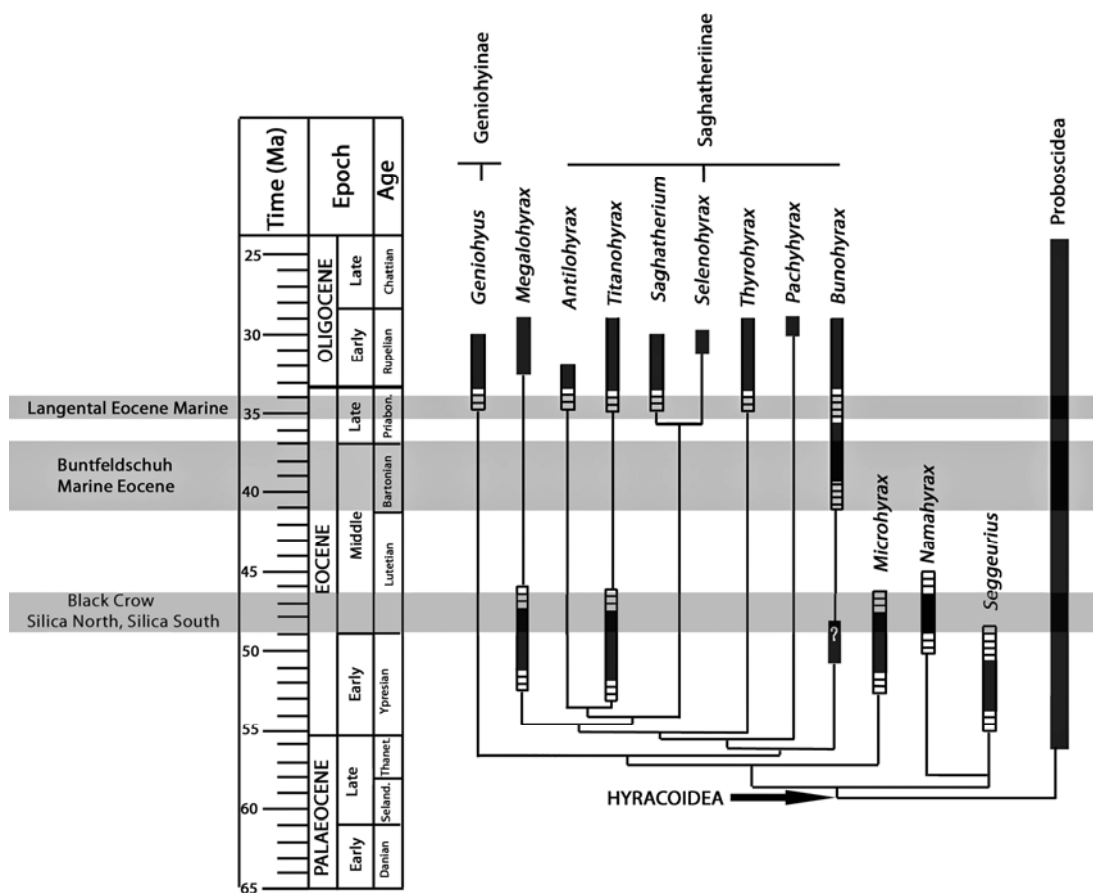 Geniohyinae
Saghatheriinae
Time (Ma)
Epoch
Age
Geniohyus
Megalohyrax
Antilohyrax
Titanohyrax
Saghatherium
Selenohyrax
Thyrohyrax
Pachyhyrax
Bunohyrax
Microhyrax
Namahyrax
Seggeurius
Proboscidea
25
30
35
40
45
50
55
60
65
OLIGOCENE
EOCENE
PALAEOCENE
Late
Early
Late
Middle
Early
Late
Early
Chattian
Rupelian
Priabon.
Bartonian
Lutetian
Ypresian
Thanet.
Seland.
Danian
Langental Eocene Marine
Buntfeldschuh
Marine Eocene
Black Crow
Silica North, Silica South
?
HYRACOIDEA